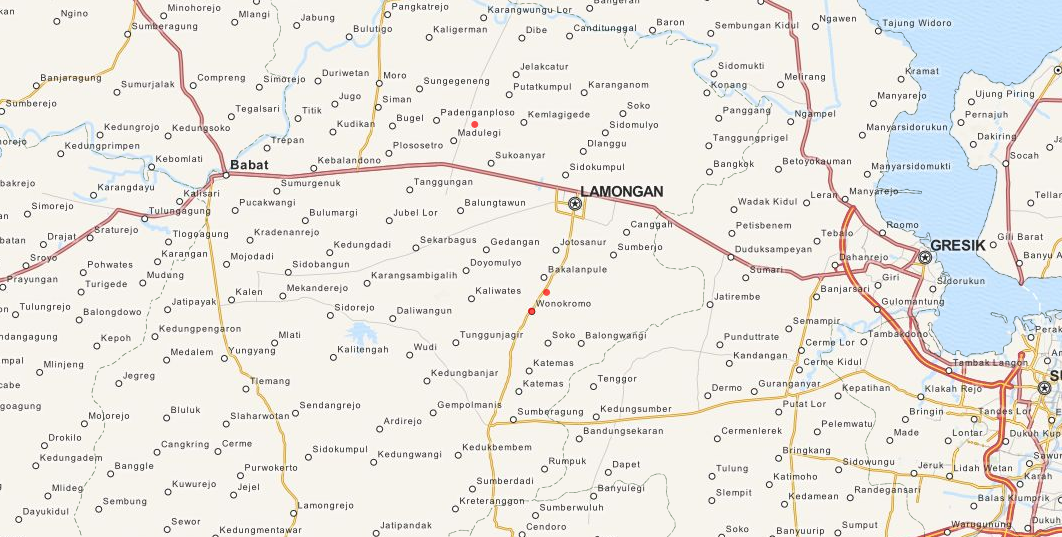 Minohorejo
Pangkatrejo
Karangwungu Lor
Ngino
Mlangi
Jabung
Baron
Sembungan Kidul
Ngawen
Tajung Widoro
Sumberagung
Bulutigo
Kaligerman
Dibe
Canditunggal
Banjaragung
Sumurjalak
Compreng
Simorejo
Duriwetan
Moro
Sungegeneng
Jelakcatur
Putatkumpul
Karanganom
Sidomukti
Konang
Melirang
Kramat
Sumberejo
Tegalsari
Titik
Jugo
Siman
Padenganploso
Kemlagigede
Soko
Panggang
Ngampel
Manyarejo
Ujung Piring
Pernajuh
Kedungrojo
Kedungsoko
Kudikan
Bugel
Madulegi
Sidomulyo
Tanggungprigel
Manyarsidorukun
Dakiring
Kedungprimpen
Trepan
Plososetro
Dlanggu
Kebomlati
Babat
Kebalandono
Sukoanyar
Sidokumpul
Bangkok
Betoyokauman
Manyarsidomukti
Socah
Karangdayu
Kalisari
Sumurgenuk
Tanggungan
LAMONGAN
Leran
Manyarejo
Simorejo
Tulungagung
Pucakwangi
Bulumargi
Jubel Lor
Balungtawun
Wadak Kidul
Drajat
Sraturejo
Tlogoagung
Kradenanrejo
Kedungdadi
Sekarbagus
Gedangan
Jotosanur
Canggah
Petisbenem
Tebalo
Roomo
Gili Barat
GRESIK
Sroyo
Karangan
Mojodadi
Sidobangun
Doyomulyo
Sumberjo
Duduksampeyan
Dahanrejo
Banyu A
Pohwates
Mudung
Karangsambigalih
Bakalanpule
Sumari
Giri
Sidorukun
Prayungan
Turigede
Kalen
Mekanderejo
Kaliwates
Wonokromo
Jatirembe
Banjarsari
Gulomantung
Tulungrejo
Balongdowo
Jatipayak
Sidorejo
Daliwangun
Semampir
Kedungpengaron
Kepoh
Mlati
Tunggunjagir
Soko
Balongwangi
Punduttrate
Cerme Lor
Tambakdono
Medalem
Yungyang
Kalitengah
Wudi
Kandangan
Cerme Kidul
Tambak Langon
Mlinjeng
Jegreg
Tlemang
Kedungbanjar
Katemas
Katemas
Tenggor
Dermo
Guranganyar
Kepatihan
Klakah Rejo
Mojorejo
Bluluk
Slaharwotan
Sendangrejo
Gempolmanis
Sumberagung
Kedungsumber
Putat Lor
Bringin
Tandes Lor
Drokilo
Ardirejo
Bandungsekaran
Cermenlerek
Pelemwatu
Made
Lontar
Kedungadem
Cangkring
Cerme
Sidokumpul
Kedungwangi
Kedukbembem
Bringkang
Banggle
Purwokerto
Rumpuk
Dapet
Tulung
Katimoho
Sidowungu
Jeruk
Lidah Wetan
Karah
Mlideg
Kuwurejo
Jejel
Sumberdadi
Banyulegi
Slempit
Kedamean
Randegansari
Balas Klumprik
Dayukidul
Sembung
Lamongrejo
Kreteranggon
Sumberwuluh
Sewor
Kedungmentawar
Jatipandak
Cendoro
Soko
Banyuurip
Sumput
Warugunung